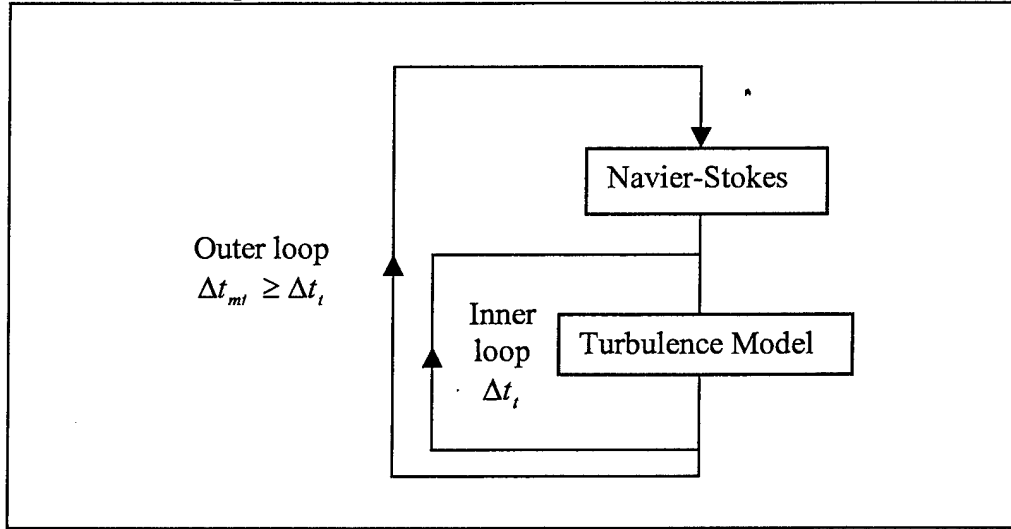 Navier-Stokes
Outer loop
Δt_mt ≥ Δt_t
Inner
loop
Δt_t
Turbulence Model